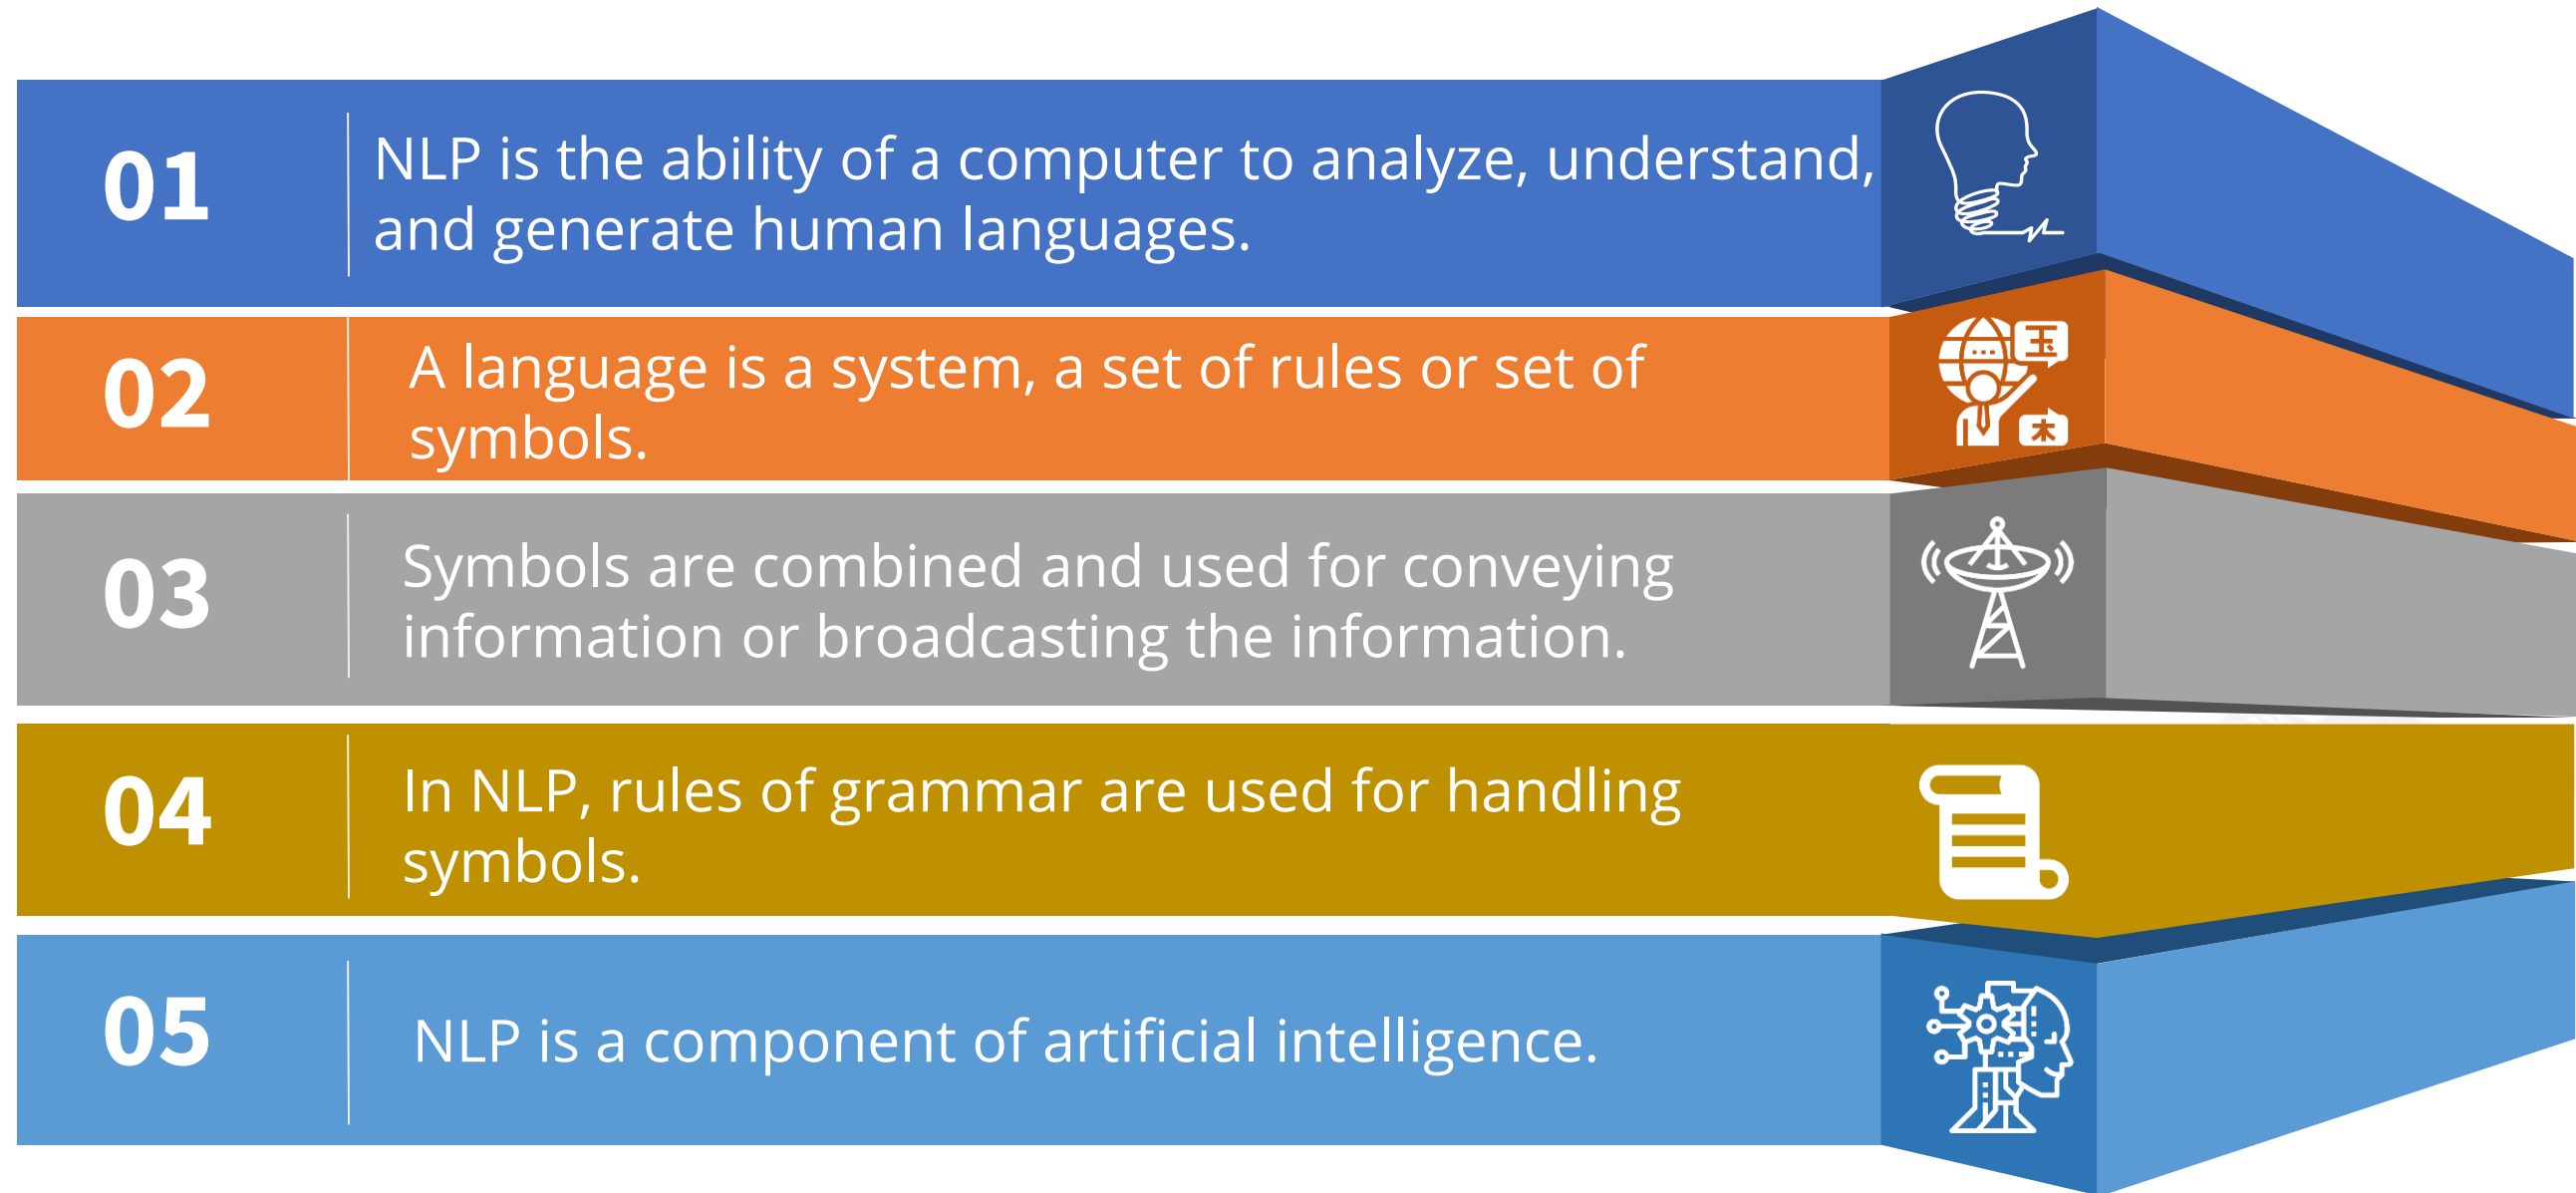 01
NLP is the ability of a computer to analyze, understand,
and generate human languages.
02
A language is a system, a set of rules or set of
symbols.
玉
木
03
Symbols are combined and used for conveying
information or broadcasting the information.
04
In NLP, rules of grammar are used for handling
symbols.
05
NLP is a component of artificial intelligence.